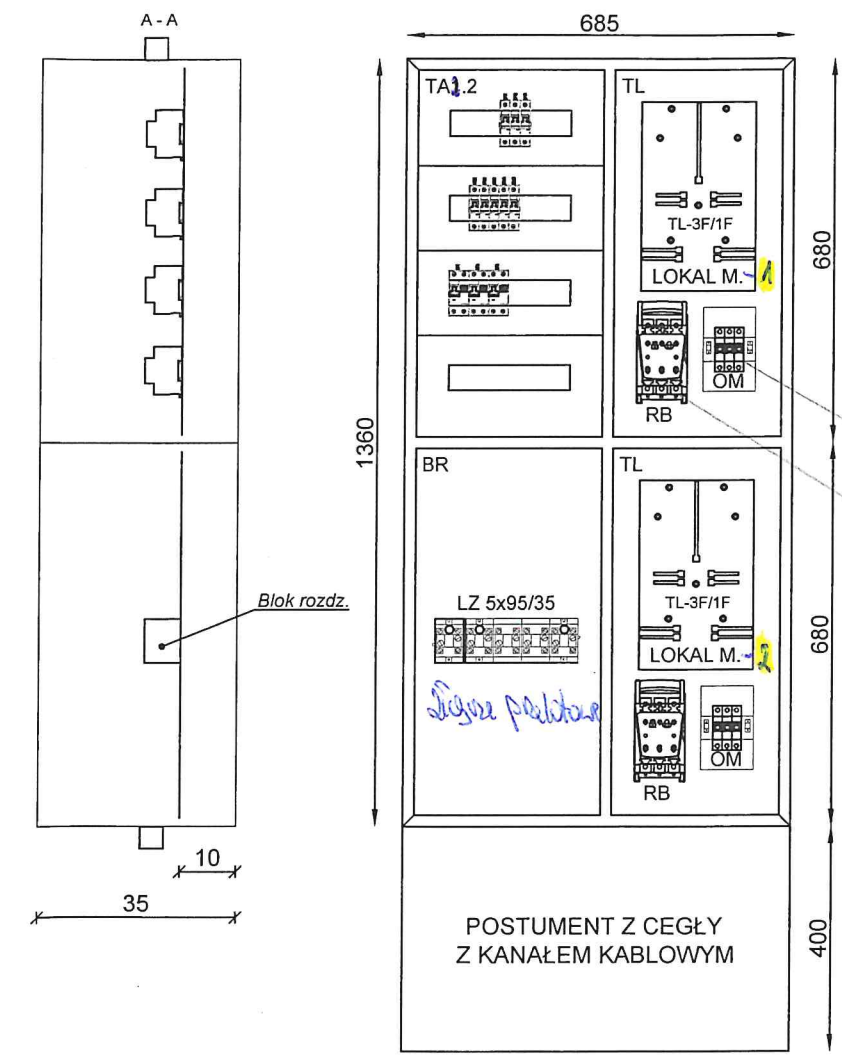 A - A
685
TA1.2
TL
TL-3F/1F
LOKAL M.- 1
RB
OM
680
1360
BR
TL
LZ 5x95/35
TL-3F/1F
LOKAL M.- 2
RB
OM
680
Blok rozdz.
10
35
POSTUMENT Z CEGŁY
Z KANAŁEM KABLOWYM
400